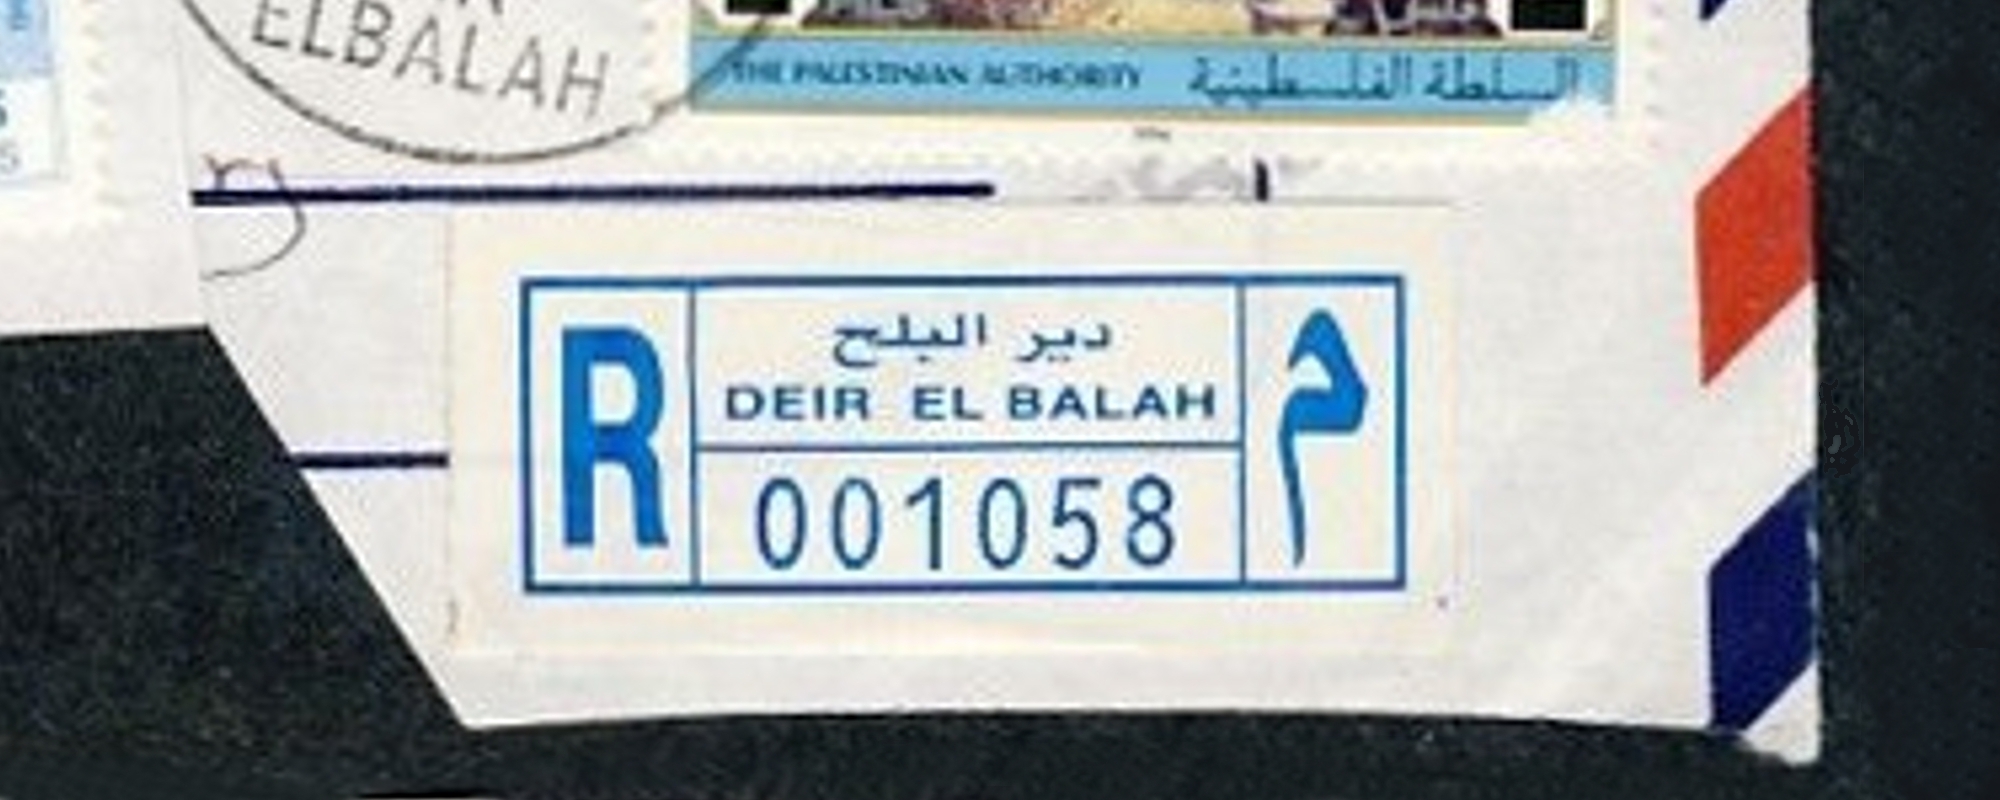 ELBALAH
THE PALESTINIAN AUTHORITY السلطة الفلسطينية
R
دير البلح
DEIR EL BALAH
001058
م